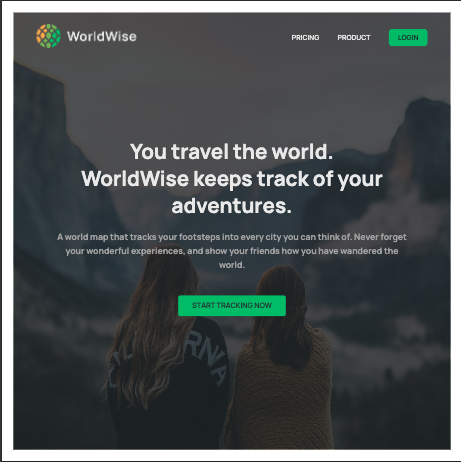 WorldWise
PRICING PRODUCT LOGIN
You travel the world.
WorldWise keeps track of your
adventures.
A world map that tracks your footsteps into every city you can think of. Never forget
your wonderful experiences, and show your friends how you have wandered the
world.
START TRACKING NOW